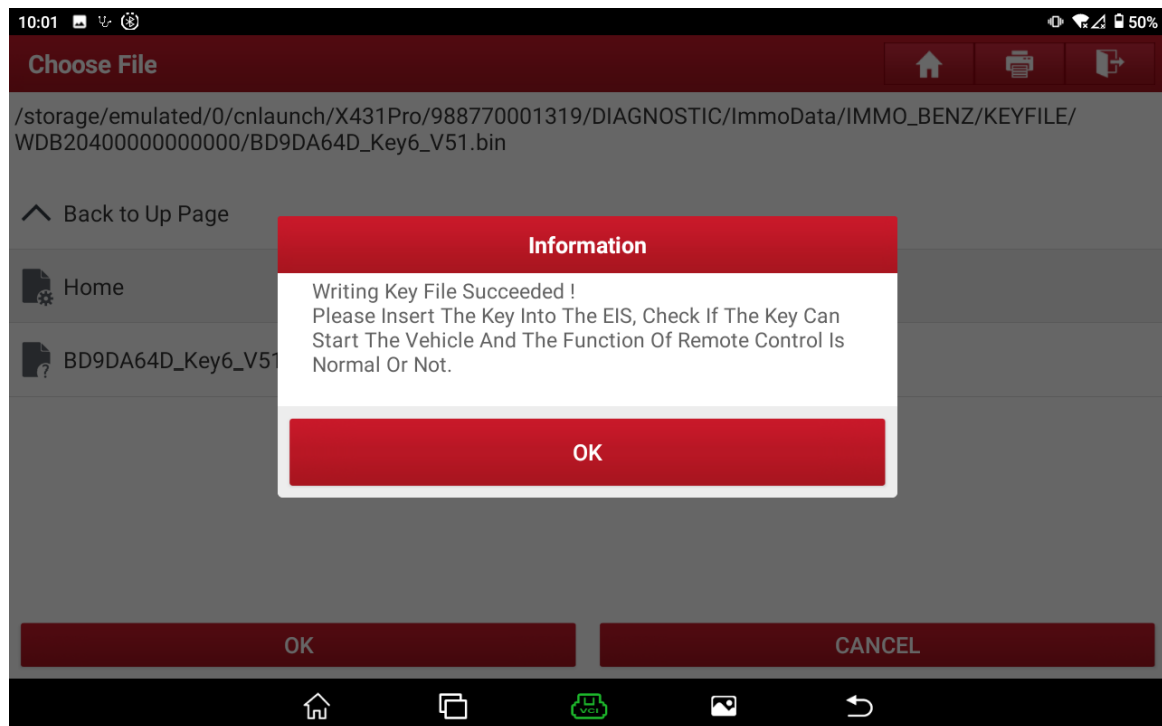 10:01 50%
Choose File
/storage/emulated/0/cnlaunch/X431Pro/988770001319/DIAGNOSTIC/ImmoData/IMMO_BENZ/KEYFILE/
WDB20400000000000/BD9DA64D_Key6_V51.bin
Back to Up Page
Information
Home
Writing Key File Succeeded !
Please Insert The Key Into The EIS, Check If The Key Can
Start The Vehicle And The Function Of Remote Control Is
Normal Or Not.
BD9DA64D_Key6_V51
OK
OK CANCEL
VCI